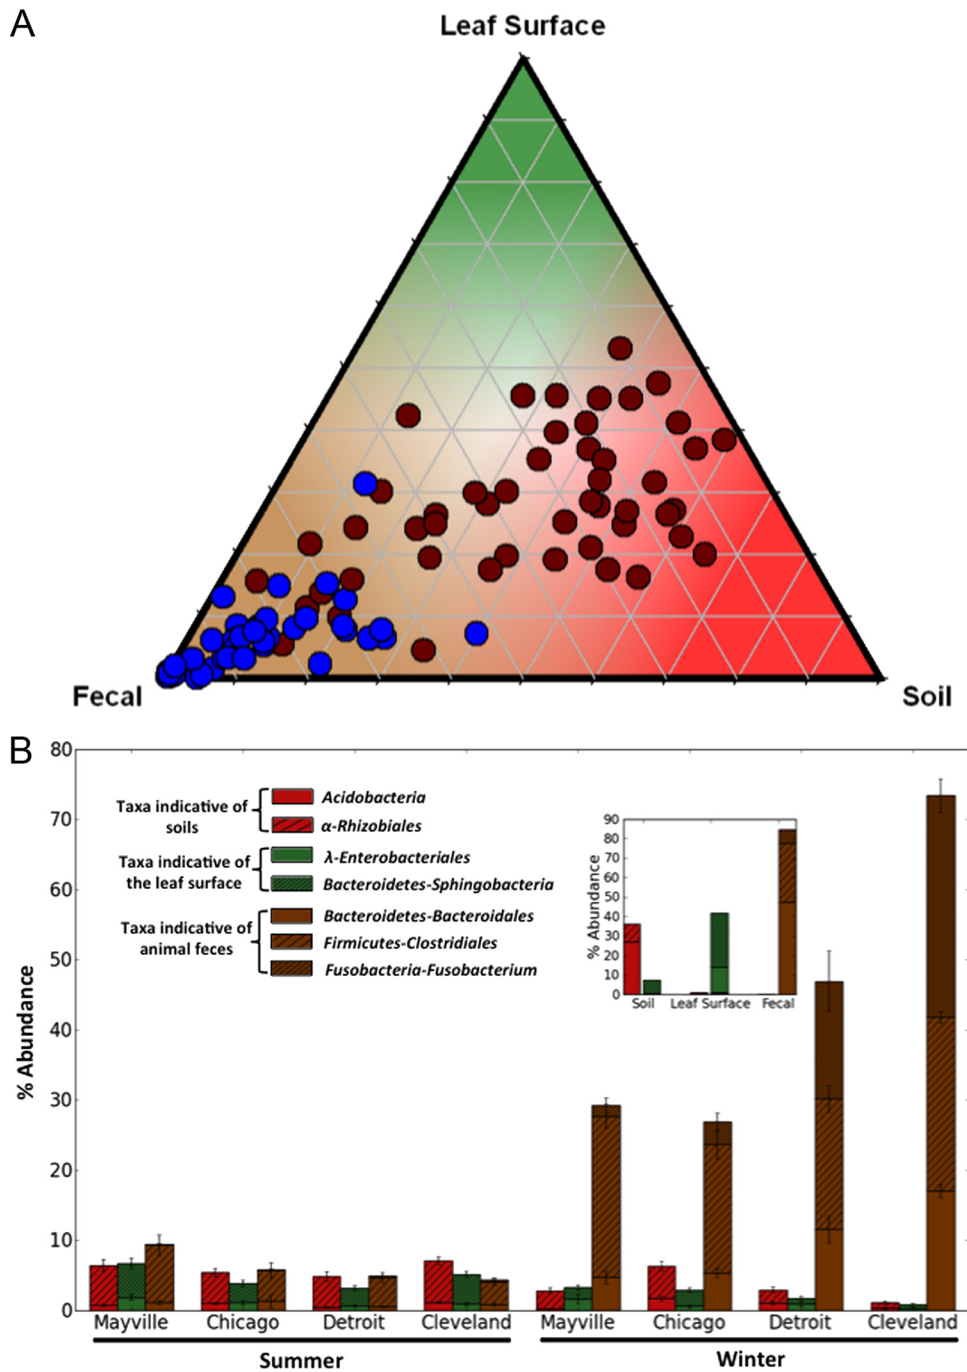 A
Leaf Surface
Fecal
Soil
B
80
70
60
50
40
30
20
10
0
% Abundance
Taxa indicative of
soils
Acidobacteria
α-Rhizobiales
Taxa indicative of
the leaf surface
λ-Enterobacteriales
Bacteroidetes-Sphingobacteria
Taxa indicative of
animal feces
Bacteroidetes-Bacteroidales
Firmicutes-Clostridiales
Fusobacteria-Fusobacterium
90
80
70
60
50
40
30
20
10
0
% Abundance
Soil Leaf Surface Fecal
Mayville Chicago Detroit Cleveland Mayville Chicago Detroit Cleveland
Summer Winter